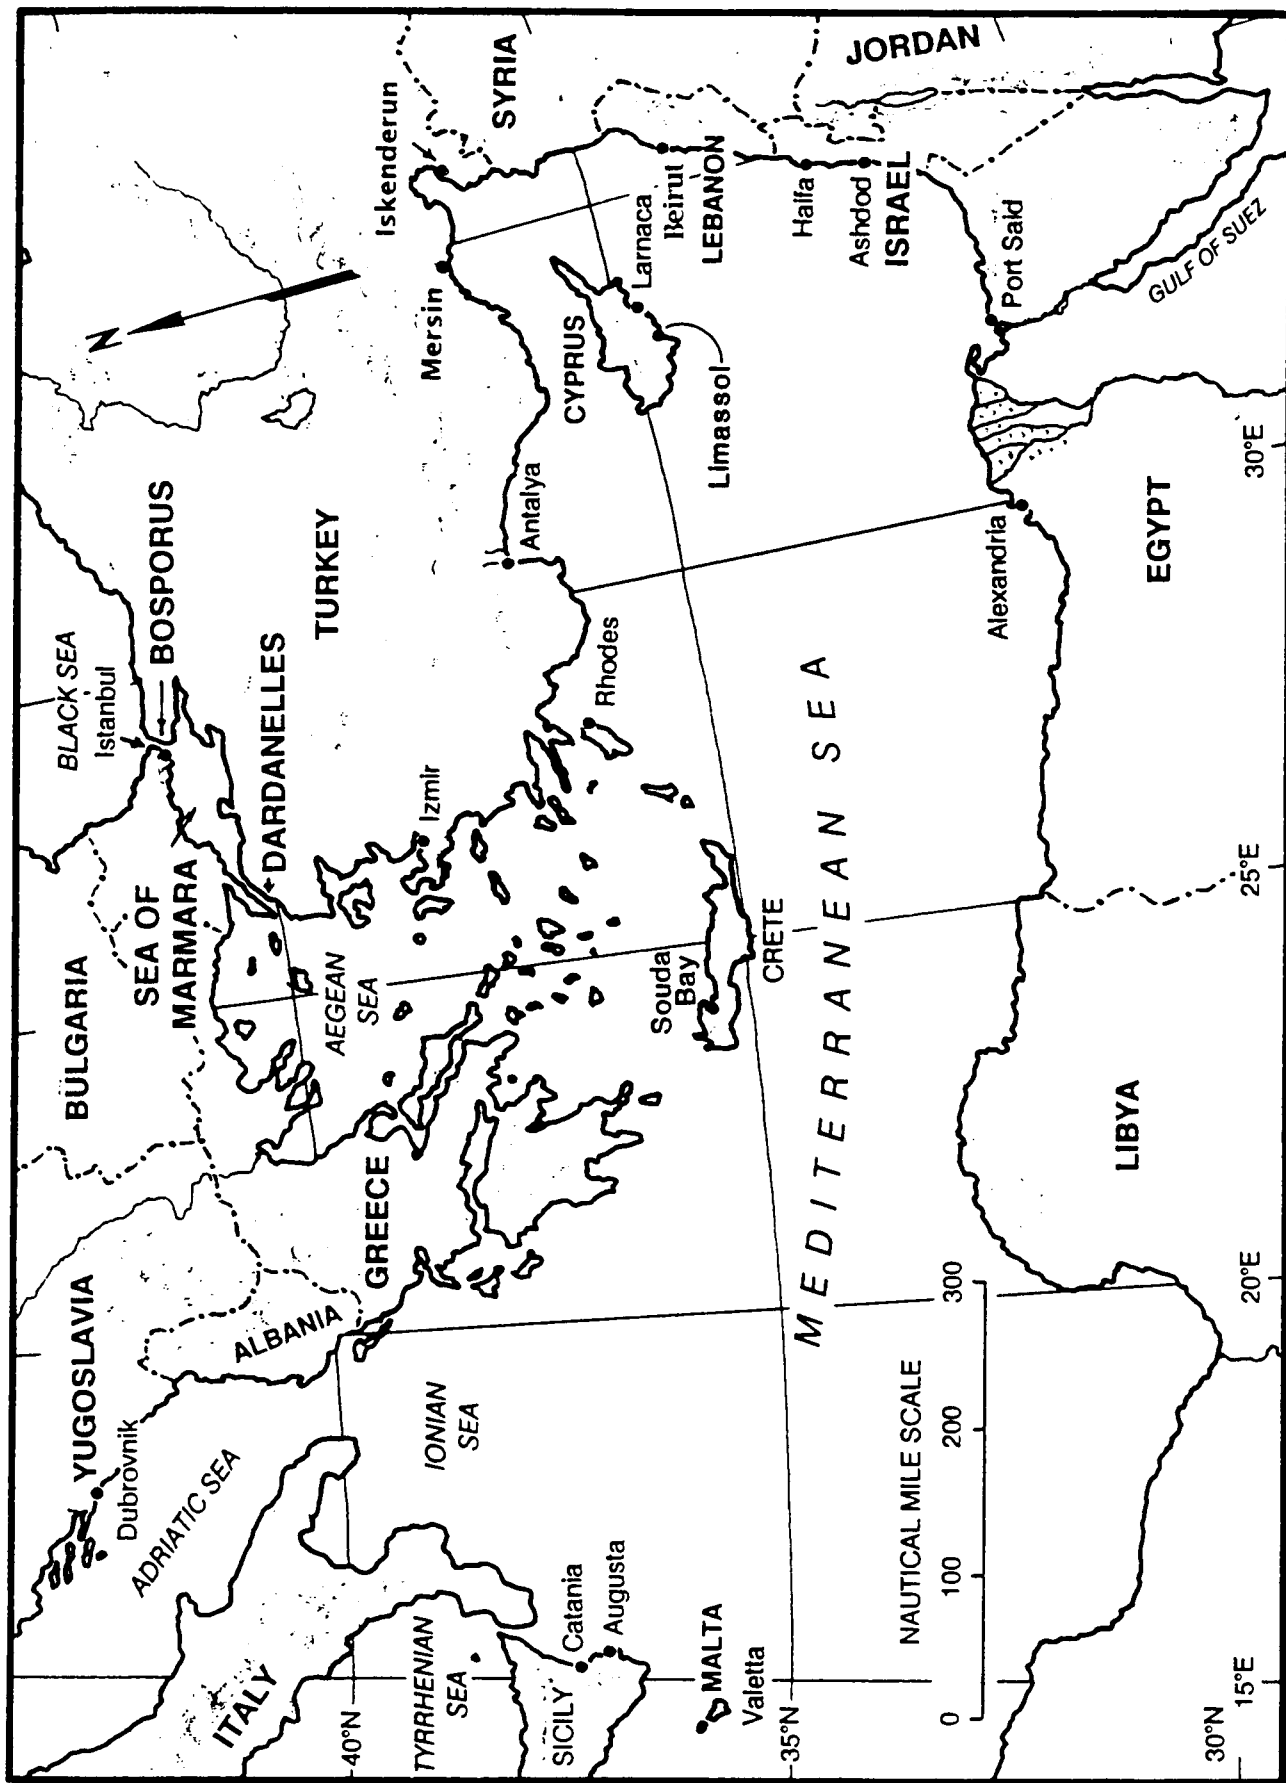 YUGOSLAVIA
Dubrovnik
ADRIATIC SEA
ITALY
ALBANIA
BULGARIA
SEA OF
MARMARA
BLACK SEA
Istanbul
BOSPORUS
DARDANELLES
TURKEY
N
Iskenderun
SYRIA
40°N
TYRRHENIAN
SEA
SICILY
Catania
Augusta
MALTA
Valetta
IONIAN
SEA
GREECE
AEGEAN
SEA
Izmir
Rhodes
Antalya
Mersin
CYPRUS
Larnaca
Limassol
Beirut
LEBANON
Haifa
Ashdod
ISRAEL
JORDAN
Souda
Bay
CRETE
MEDITERRANEAN SEA
35°N
NAUTICAL MILE SCALE
0
100
200
300
LIBYA
Alexandria
EGYPT
Port Said
GULF OF SUEZ
30°N
15°E
20°E
25°E
30°E